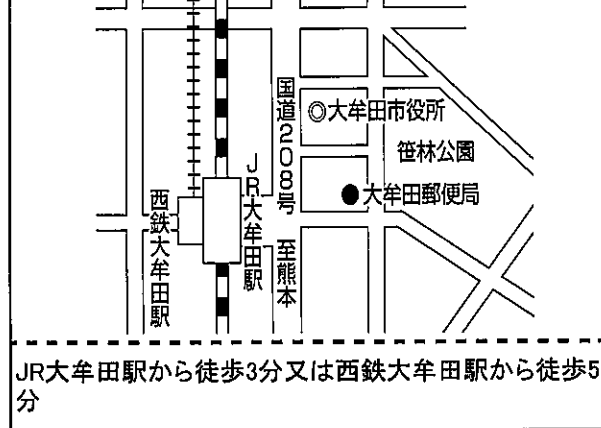 国道208号
◎大牟田市役所
笹林公園
JR大牟田駅
●大牟田郵便局
西鉄大牟田駅
至熊本
JR大牟田駅から徒歩3分又は西鉄大牟田駅から徒歩5
分